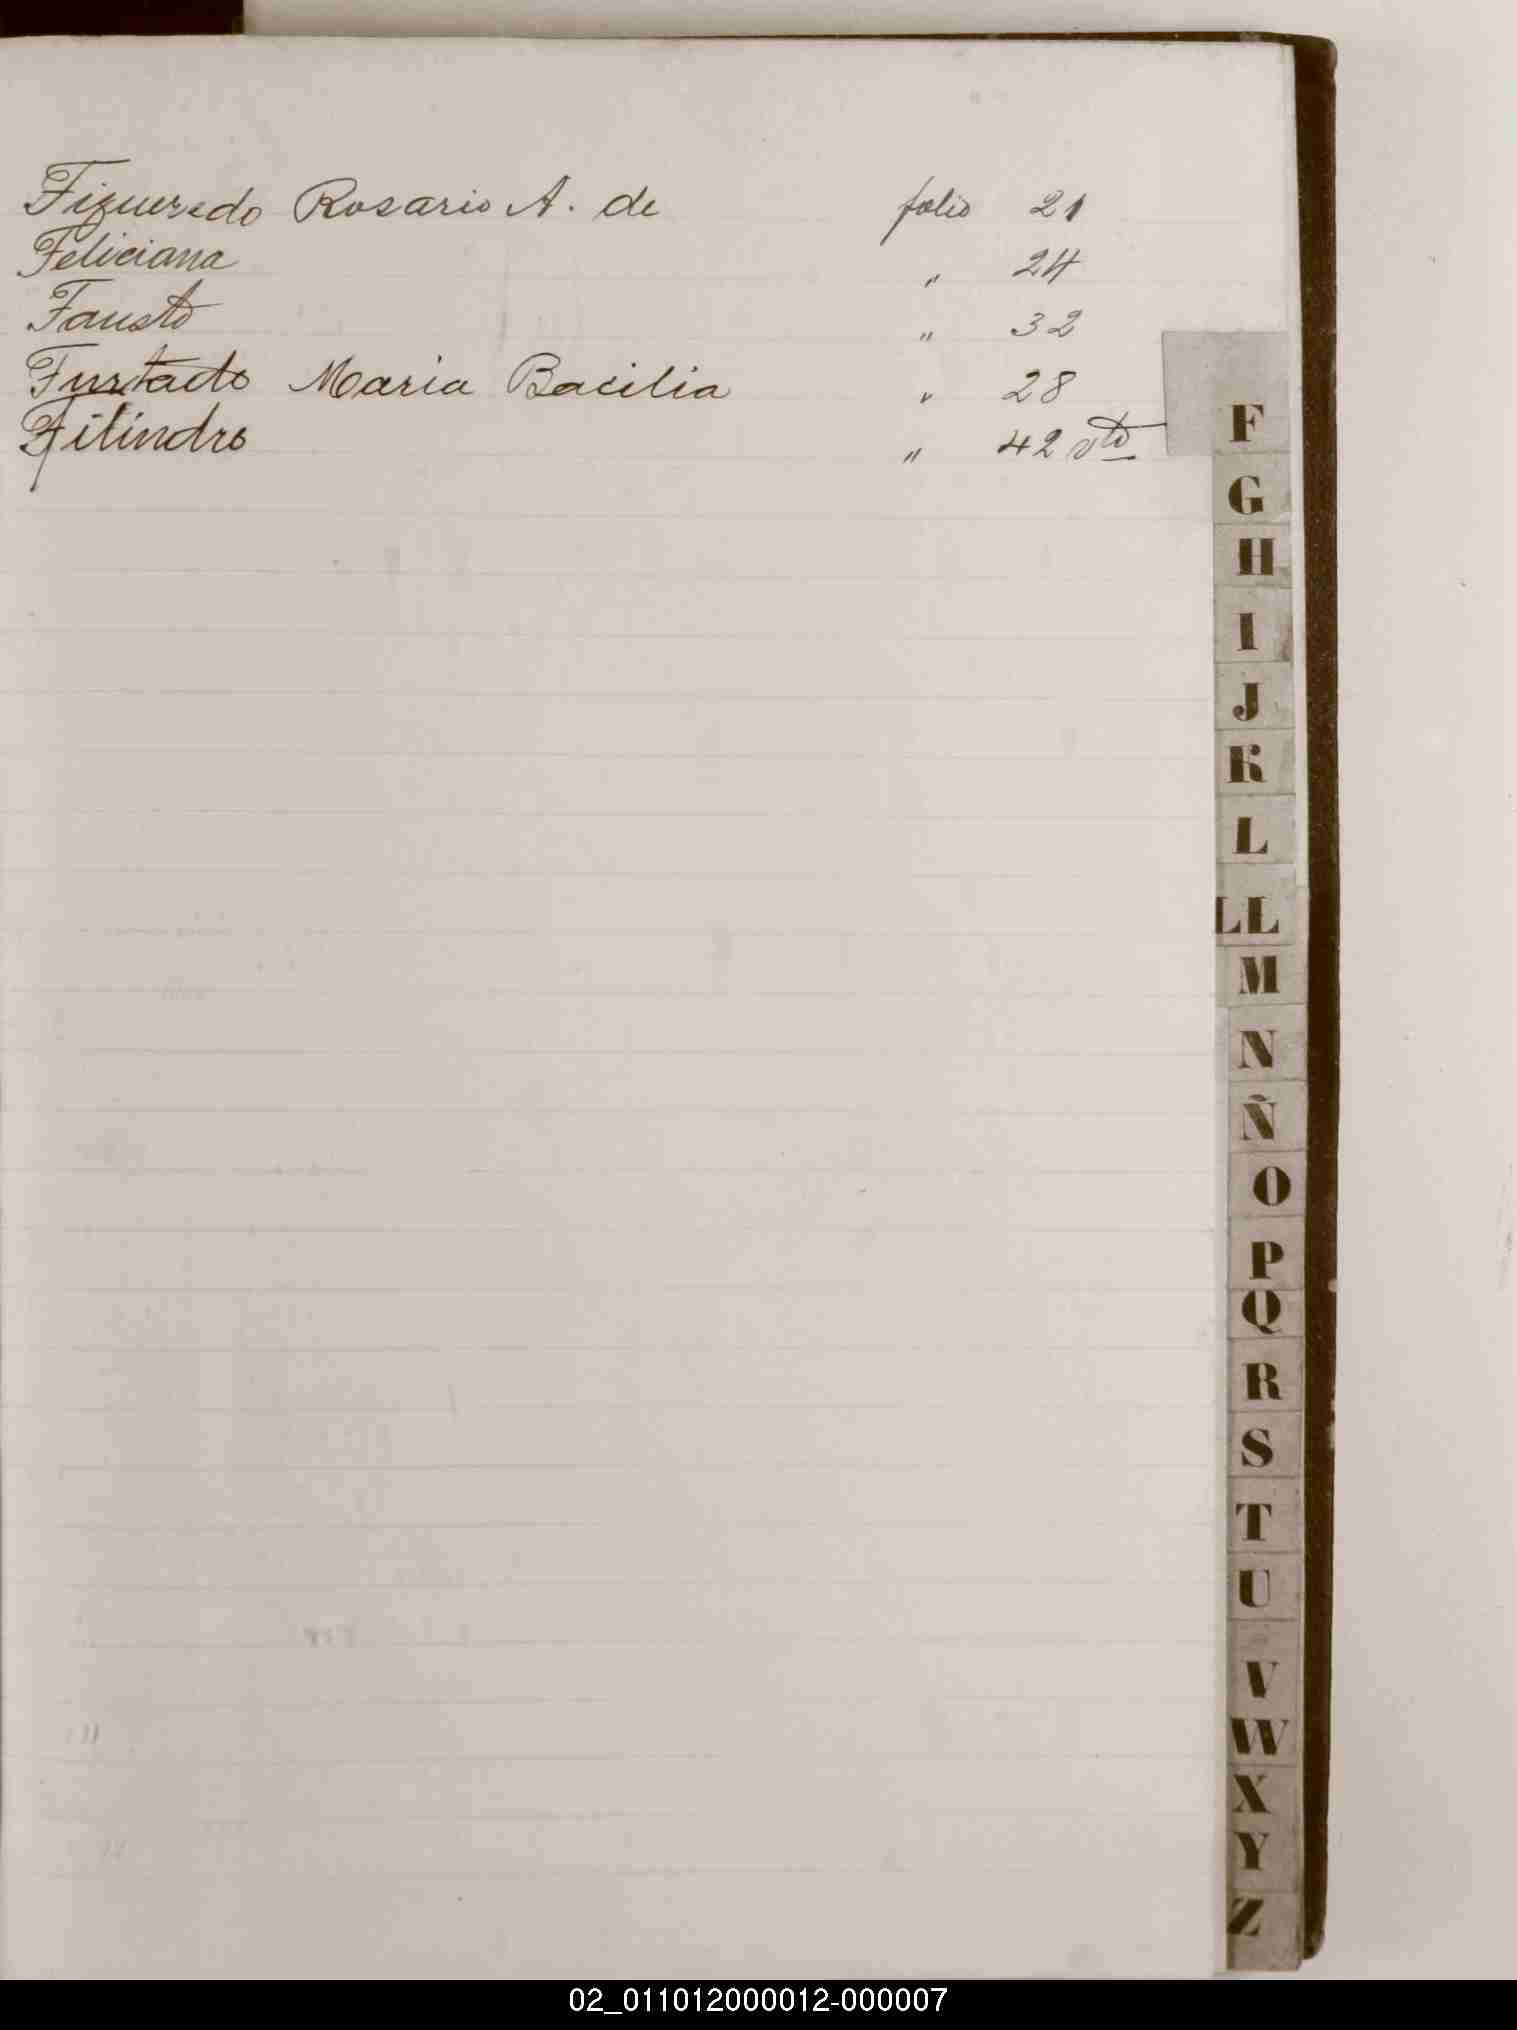 Figueredo Rosario A. de folio 21
Feliciana " 24
Fausto " 32
Furtado Maria Bacilia " 28
Filindro " 42 vto
F
G
H
I
J
K
L
LL
M
N
Ñ
O
P
Q
R
S
T
U
V
W
X
Y
Z
02_011012000012-000007